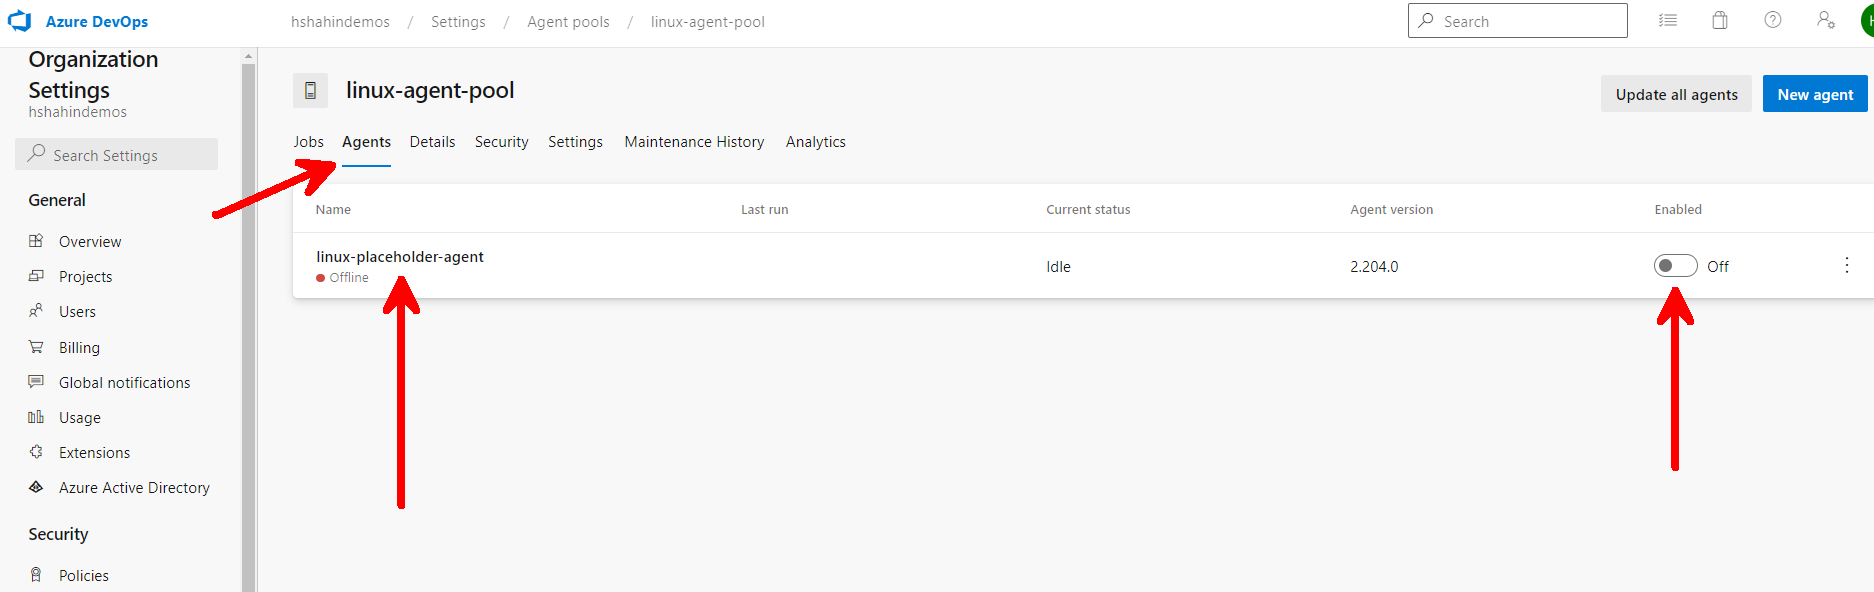 Azure DevOps
hshahindemos / Settings / Agent pools / linux-agent-pool
Search
H
Organization
Settings
hshahindemos
Search Settings
General
Overview
Projects
Users
Billing
Global notifications
Usage
Extensions
Azure Active Directory
Security
Policies
linux-agent-pool
Update all agents
New agent
Jobs Agents Details Security Settings Maintenance History Analytics
Name Last run Current status Agent version Enabled
linux-placeholder-agent
Offline
Idle 2.204.0 Off